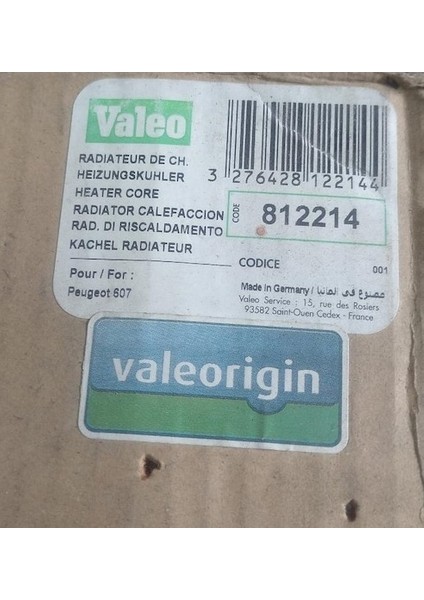 Valeo
RADIATEUR DE CH.
HEIZUNGSKUHLER
HEATER CORE
RADIATOR CALEFACCION
RAD. DI RISCALDAMENTO
KACHEL RADIATEUR
Pour / For :
Peugeot 607
3 276428 122144
CODE
812214
CODICE
001
Made in Germany / مصنوع في ألمانيا
Valeo Service : 15, rue des Rosiers
93582 Saint-Ouen Cedex - France
valeorigin